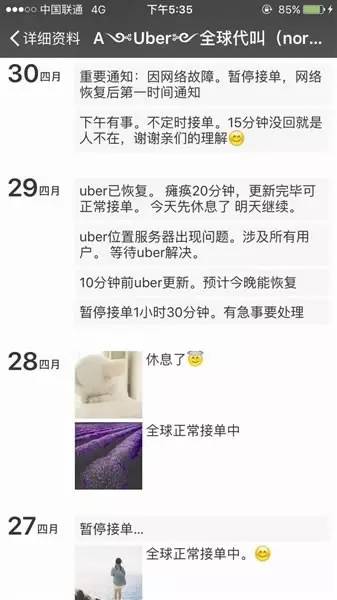 中国联通 4G 下午5:35 85%
详细资料 A Uber 全球代叫（nor...
30四月 重要通知：因网络故障。暂停接单，网络
恢复后第一时间通知
下午有事。不定时接单。15分钟没回就是
人不在，谢谢亲们的理解😊
29四月 uber已恢复。 瘫痪20分钟，更新完毕可
正常接单。 今天先休息了 明天继续。
uber位置服务器出现问题。涉及所有用
户。 等待uber解决。
10分钟前uber更新。预计今晚能恢复
暂停接单1小时30分钟。有急事要处理
28四月 休息了😇
全球正常接单中
27四月 暂停接单...
全球正常接单中。😊